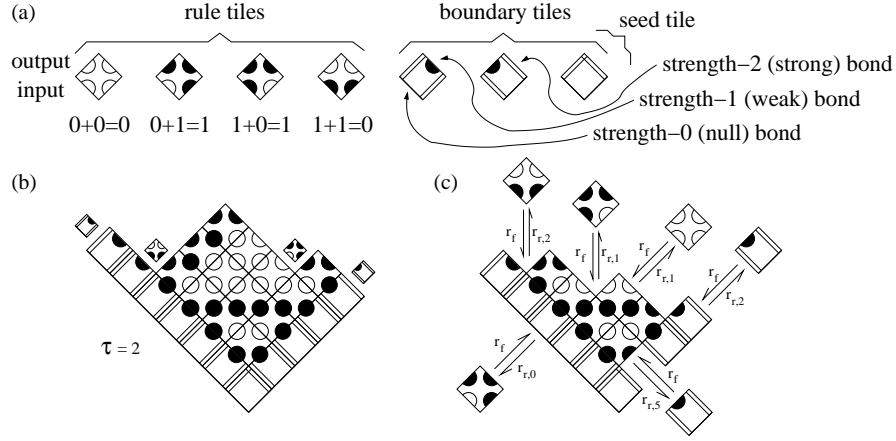 (a)
rule tiles
boundary tiles
seed tile
output
input
0+0=0
0+1=1
1+0=1
1+1=0
strength−2 (strong) bond
strength−1 (weak) bond
strength−0 (null) bond
(b)
τ = 2
(c)
r_f
r_r,2
r_f
r_r,1
r_f
r_r,1
r_f
r_r,2
r_f
r_r,0
r_f
r_r,5